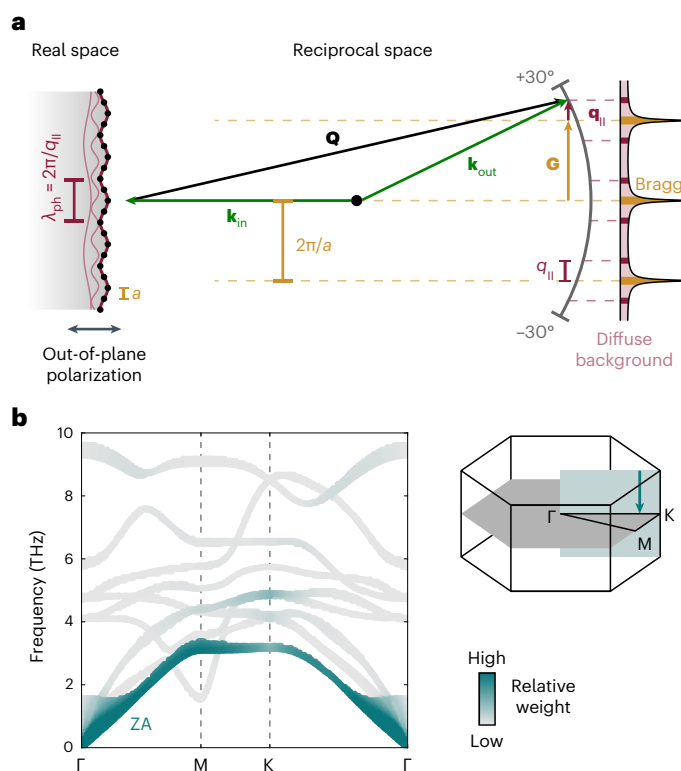 a
Real space
Reciprocal space
+30°
Q
q||
G
kout
λph = 2π/q||
kin
Bragg
2π/a
q||
a
–30°
Out-of-plane
polarization
Diffuse
background
b
10
8
6
4
2
0
Frequency (THz)
ZA
Γ
M
K
Γ
Γ
K
M
High
Relative
weight
Low